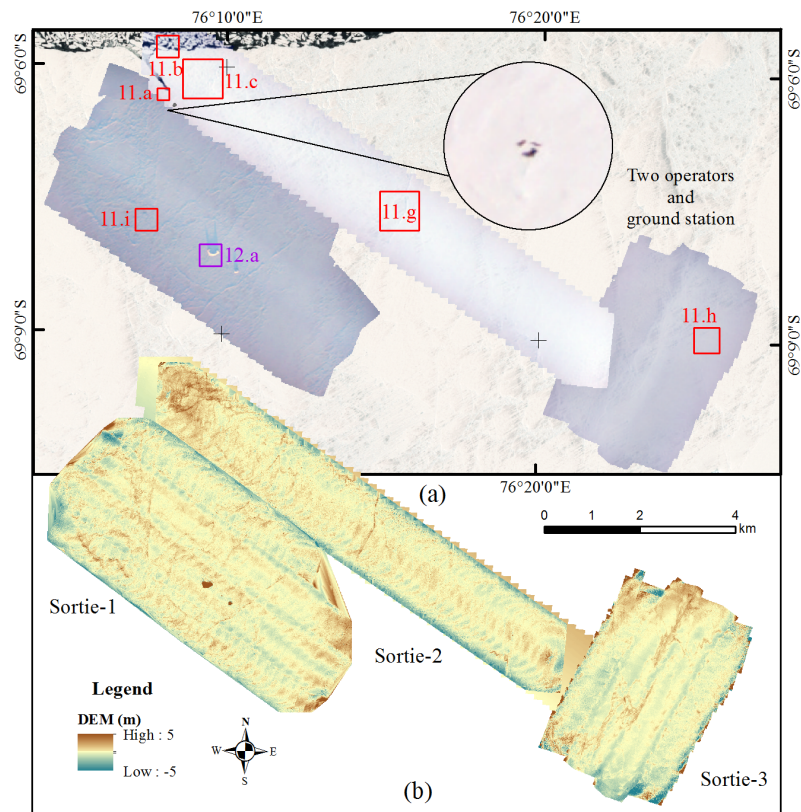 76°10'0"E
76°20'0"E
69°6'0"S
69°6'0"S
11.b
11.c
11.a
Two operators
and
ground station
11.i
11.g
12.a
11.h
69°9'0"S
69°9'0"S
(a)
76°20'0"E
0 1 2 4
km
Sortie-1
Sortie-2
Legend
DEM (m)
High : 5
Low : -5
N
W E
S
(b)
Sortie-3